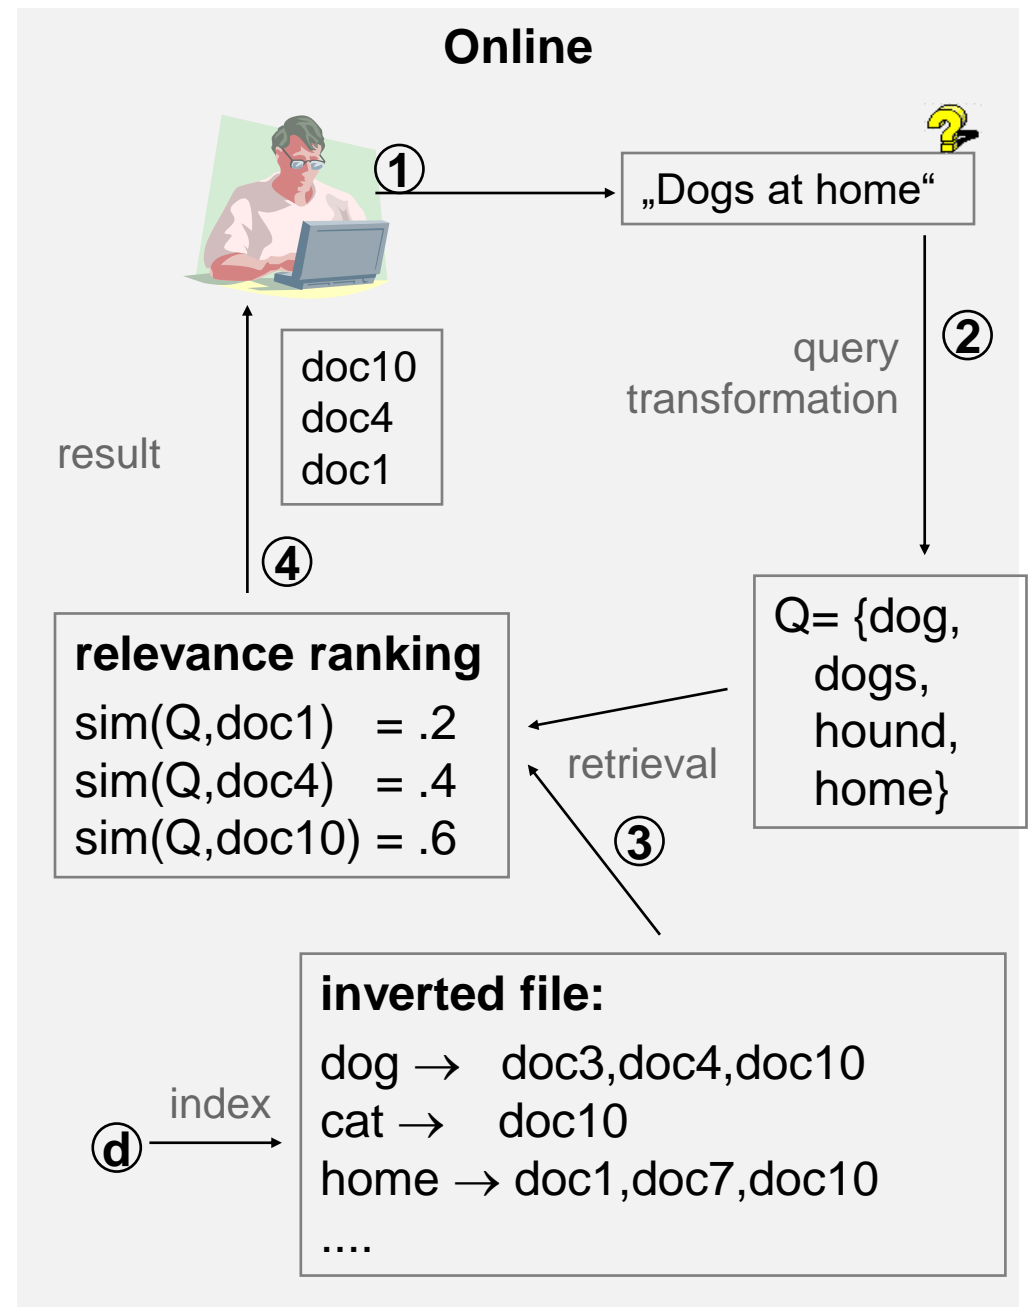 Online
①
„Dogs at home“
②
query
transformation
Q= {dog,
dogs,
hound,
home}
retrieval
③
inverted file:
dog → doc3,doc4,doc10
cat → doc10
home → doc1,doc7,doc10
....
index
ⓓ
relevance ranking
sim(Q,doc1) = .2
sim(Q,doc4) = .4
sim(Q,doc10) = .6
④
result
doc10
doc4
doc1